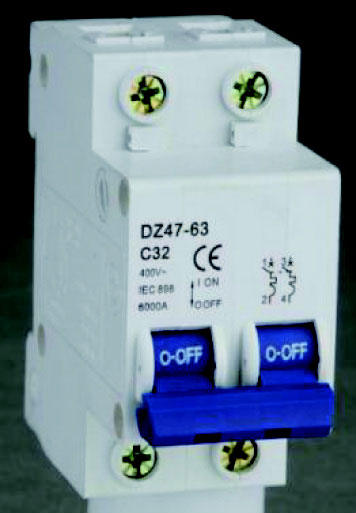 DZ47-63
C32 CE
400V~ I ON
IEC 898
6000A O OFF
1 3
2 4
O-OFF O-OFF